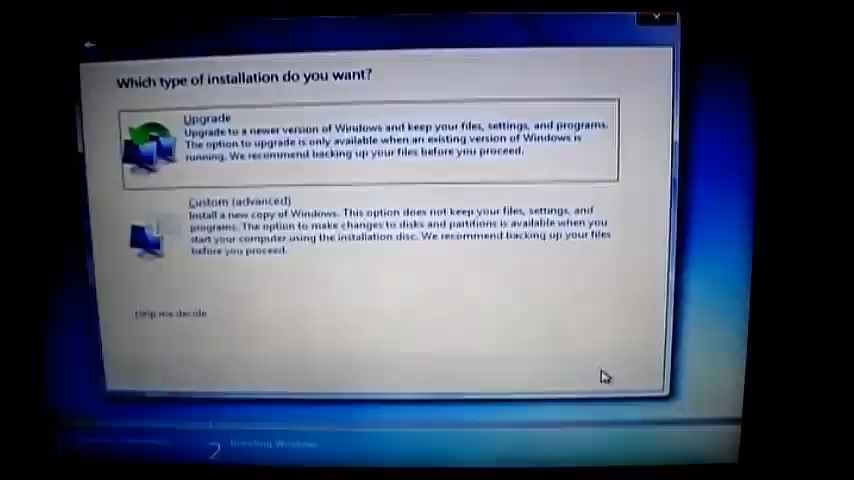 Which type of installation do you want?
Upgrade
Upgrade to a newer version of Windows and keep your files, settings, and programs.
The option to upgrade is only available when an existing version of Windows is
running. We recommend backing up your files before you proceed.
Custom (advanced)
Install a new copy of Windows. This option does not keep your files, settings, and
programs. The option to make changes to disks and partitions is available when you
start your computer using the installation disc. We recommend backing up your files
before you proceed.
Help me decide
2 Installing Windows